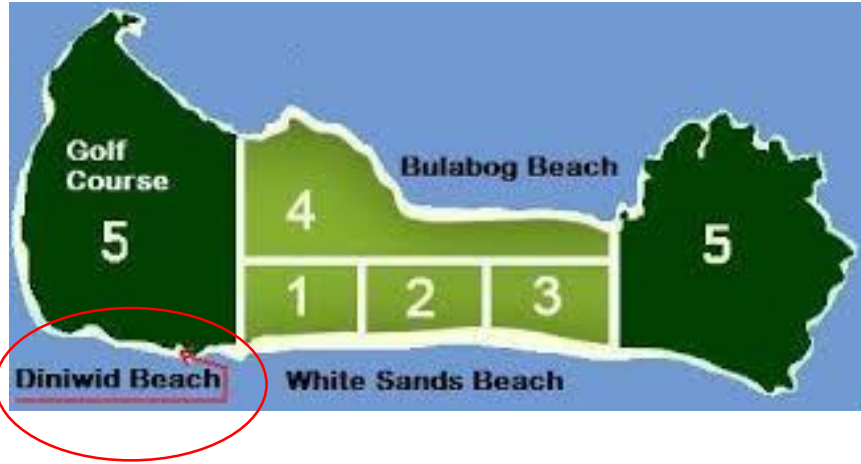 Golf
Course
5
Bulabog Beach
4
5
1
2
3
Diniwid Beach
White Sands Beach